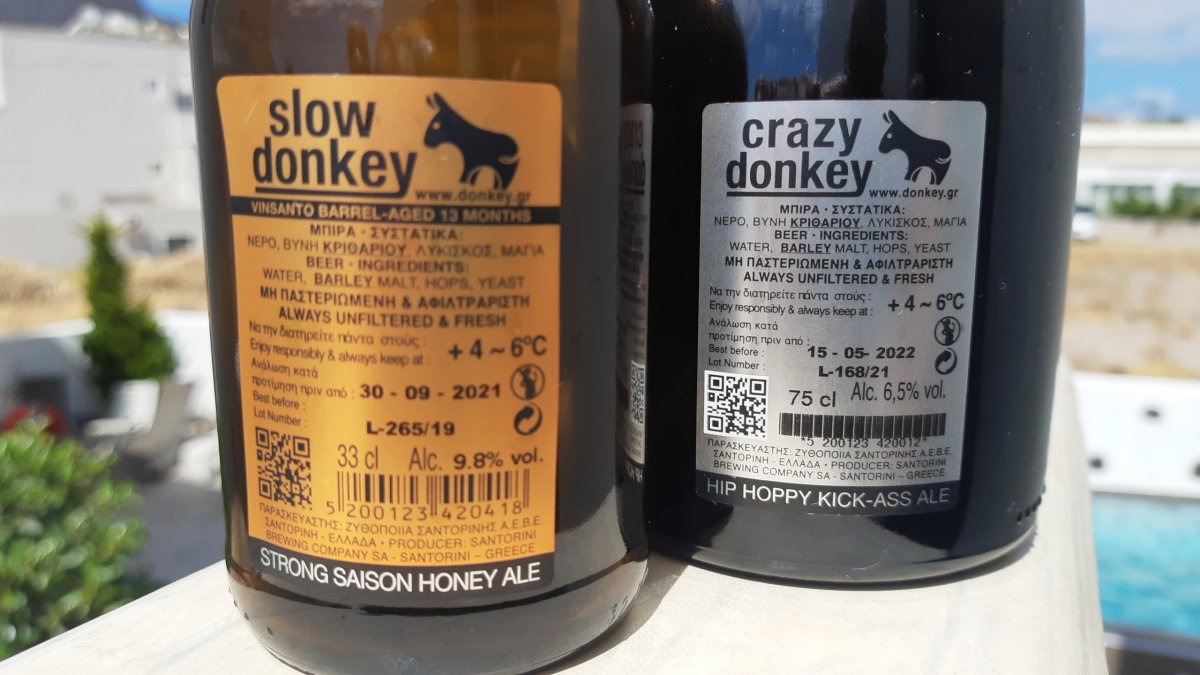 slow
donkey
www.donkey.gr
VINSANTO BARREL-AGED 13 MONTHS
ΜΠΙΡΑ · ΣΥΣΤΑΤΙΚΑ:
ΝΕΡΟ, ΒΥΝΗ ΚΡΙΘΑΡΙΟΥ, ΛΥΚΙΣΚΟΣ, ΜΑΓΙΑ
BEER · INGREDIENTS:
WATER, BARLEY MALT, HOPS, YEAST
ΜΗ ΠΑΣΤΕΡΙΩΜΕΝΗ & ΑΦΙΛΤΡΑΡΙΣΤΗ
ALWAYS UNFILTERED & FRESH
Να την διατηρείτε πάντα στούς :
Enjoy responsibly & always keep at : + 4 ~ 6°C
Ανάλωση κατά
προτίμηση πριν από : 30 - 09 - 2021
Best before :
Lot Number :
L-265/19
33 cl Alc. 9.8% vol.
5 200123 420418
ΠΑΡΑΣΚΕΥΑΣΤΗΣ: ΖΥΘΟΠΟΙΙΑ ΣΑΝΤΟΡΙΝΗΣ Α.Ε.Β.Ε.
ΣΑΝΤΟΡΙΝΗ - ΕΛΛΑΔΑ • PRODUCER: SANTORINI
BREWING COMPANY SA - SANTORINI – GREECE
STRONG SAISON HONEY ALE
crazy
donkey
www.donkey.gr
ΜΠΙΡΑ · ΣΥΣΤΑΤΙΚΑ:
ΝΕΡΟ, ΒΥΝΗ ΚΡΙΘΑΡΙΟΥ, ΛΥΚΙΣΚΟΣ, ΜΑΓΙΑ
BEER · INGREDIENTS:
WATER, BARLEY MALT, HOPS, YEAST
ΜΗ ΠΑΣΤΕΡΙΩΜΕΝΗ & ΑΦΙΛΤΡΑΡΙΣΤΗ
ALWAYS UNFILTERED & FRESH
Να την διατηρείτε πάντα στούς :
Enjoy responsibly & always keep at : + 4 ~ 6°C
Ανάλωση κατά
προτίμηση πριν από :
Best before : 15 - 05- 2022
Lot Number : L-168/21
75 cl Alc. 6,5% vol.
*5 200123 420012*
ΠΑΡΑΣΚΕΥΑΣΤΗΣ: ΖΥΘΟΠΟΙΙΑ ΣΑΝΤΟΡΙΝΗΣ Α.Ε.Β.Ε.
ΣΑΝΤΟΡΙΝΗ - ΕΛΛΑΔΑ • PRODUCER: SANTORINI
BREWING COMPANY SA - SANTORINI – GREECE
HIP HOPPY KICK-ASS ALE